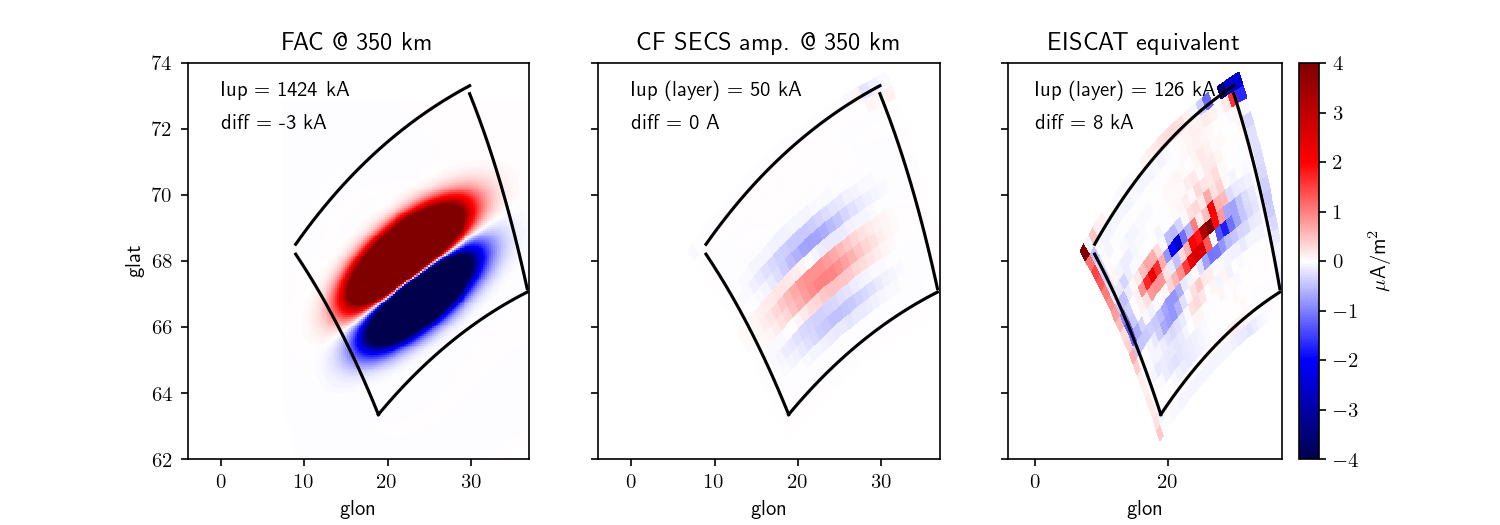 FAC @ 350 km
CF SECS amp. @ 350 km
EISCAT equivalent
Iup = 1424 kA
diff = -3 kA
Iup (layer) = 50 kA
diff = 0 A
Iup (layer) = 126 kA
diff = 8 kA
74
72
70
68
66
64
62
glat
0
10
20
30
glon
0
10
20
30
glon
0
20
glon
4
3
2
1
0
−1
−2
−3
−4
μA/m²